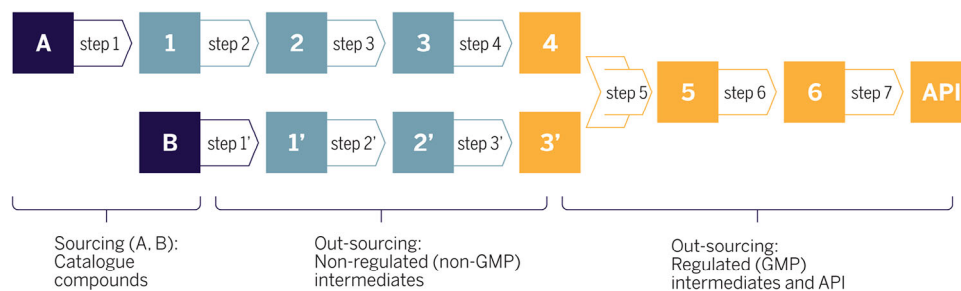 A step 1 1 step 2 2 step 3 3 step 4 4
step 5 5 step 6 6 step 7 API
B step 1’ 1’ step 2’ 2’ step 3’ 3’
Sourcing (A, B):
Catalogue
compounds
Out-sourcing:
Non-regulated (non-GMP)
intermediates
Out-sourcing:
Regulated (GMP)
intermediates and API